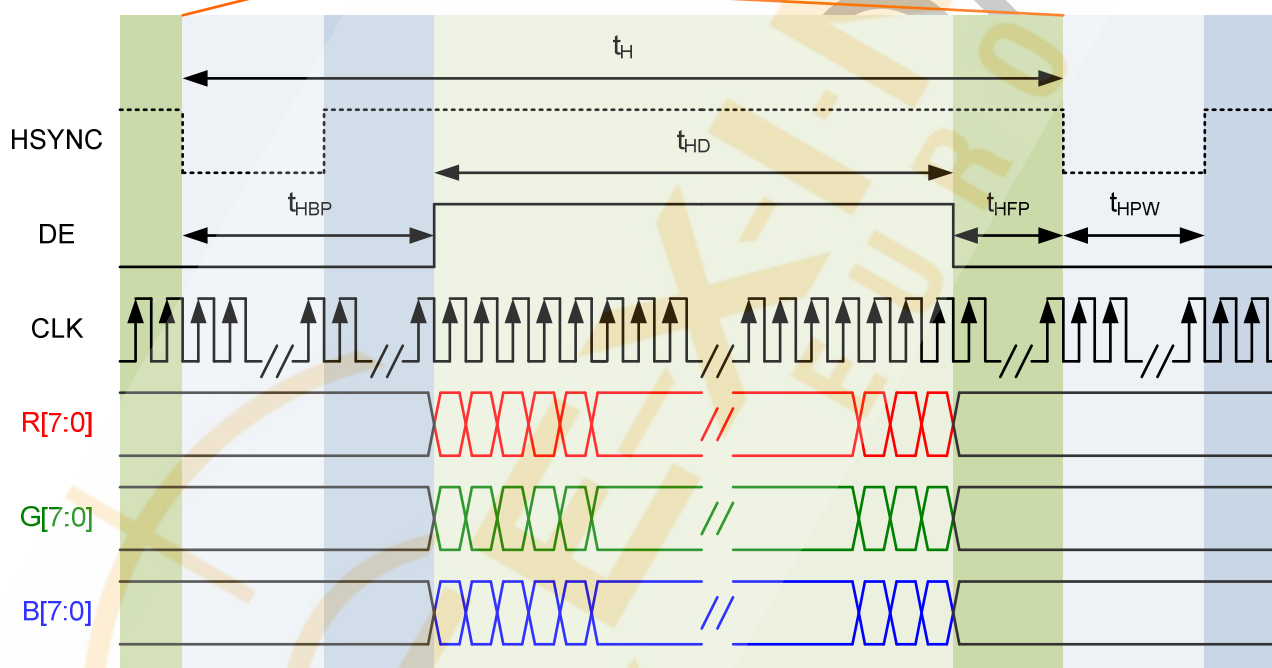 tH
HSYNC
tHD
tHBP
tHFP
tHPW
DE
CLK
R[7:0]
G[7:0]
B[7:0]